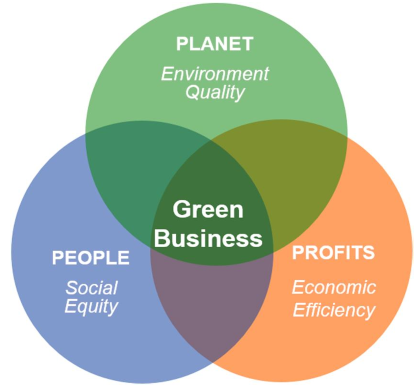 PLANET
Environment
Quality
Green
Business
PEOPLE
Social
Equity
PROFITS
Economic
Efficiency